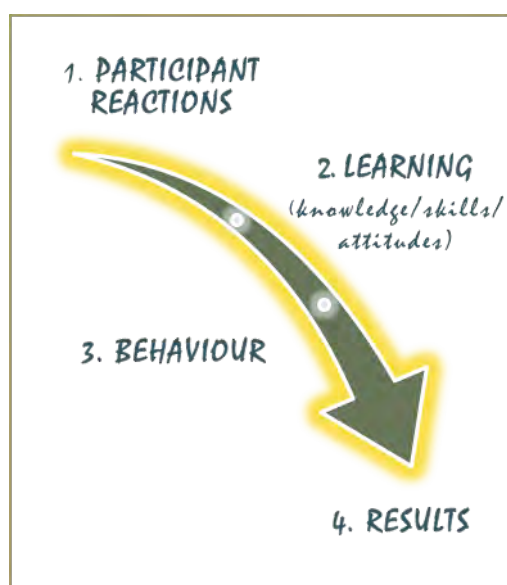 1. PARTICIPANT
REACTIONS
2. LEARNING
(knowledge/skills/
attitudes)
3. BEHAVIOUR
4. RESULTS